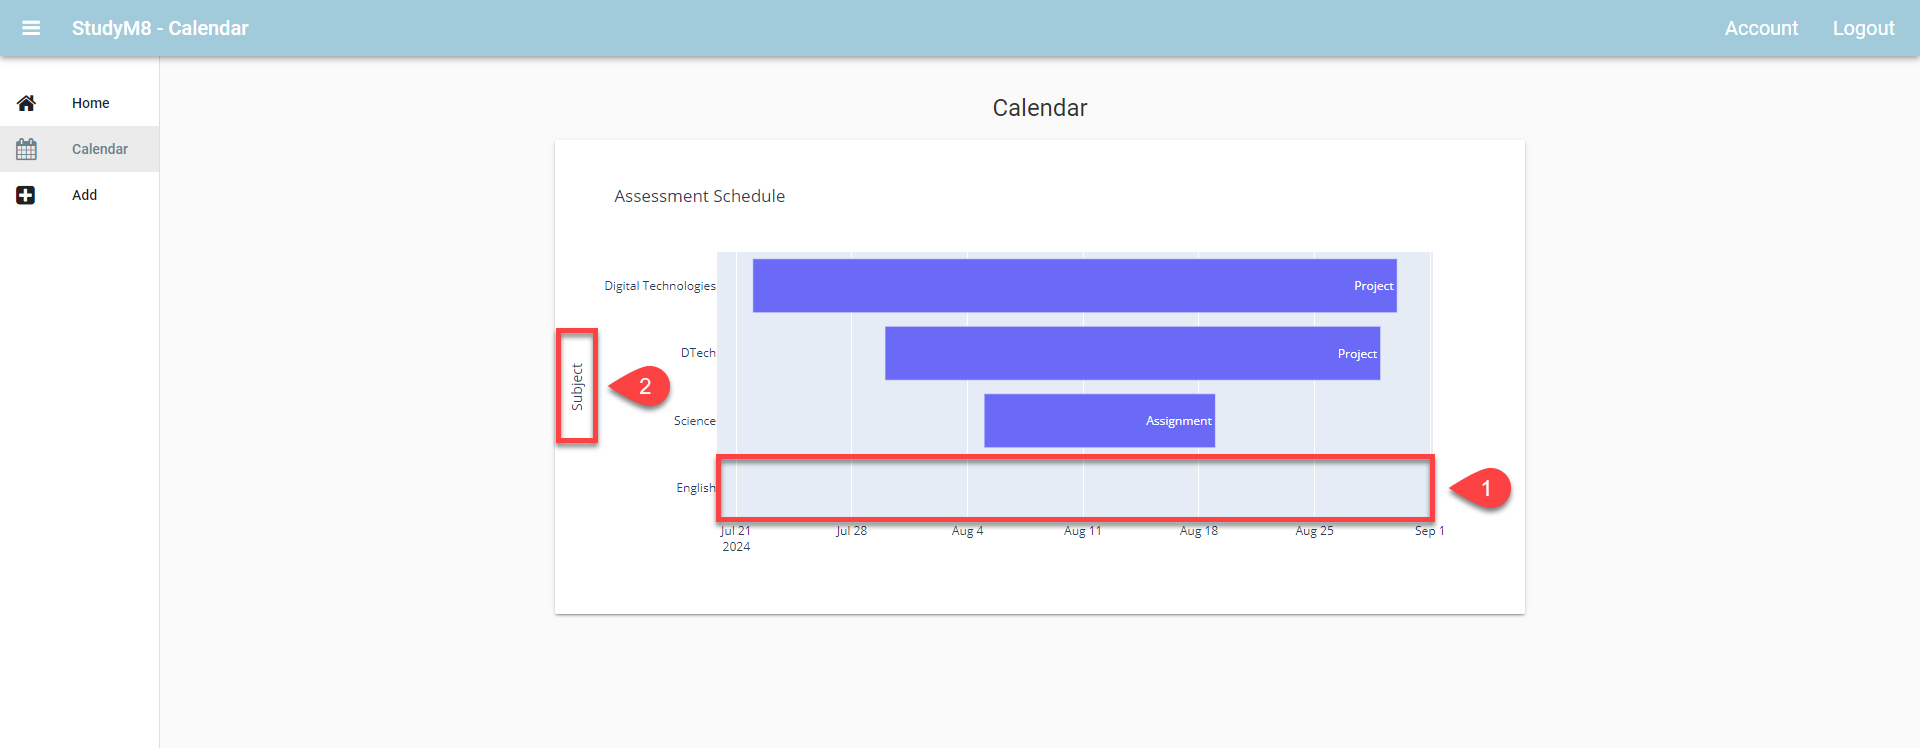 StudyM8 - Calendar
Account
Logout
Home
Calendar
Add
Calendar
Assessment Schedule
Digital Technologies
Project
DTech
Project
Subject
2
Science
Assignment
English
1
Jul 21
2024
Jul 28
Aug 4
Aug 11
Aug 18
Aug 25
Sep 1